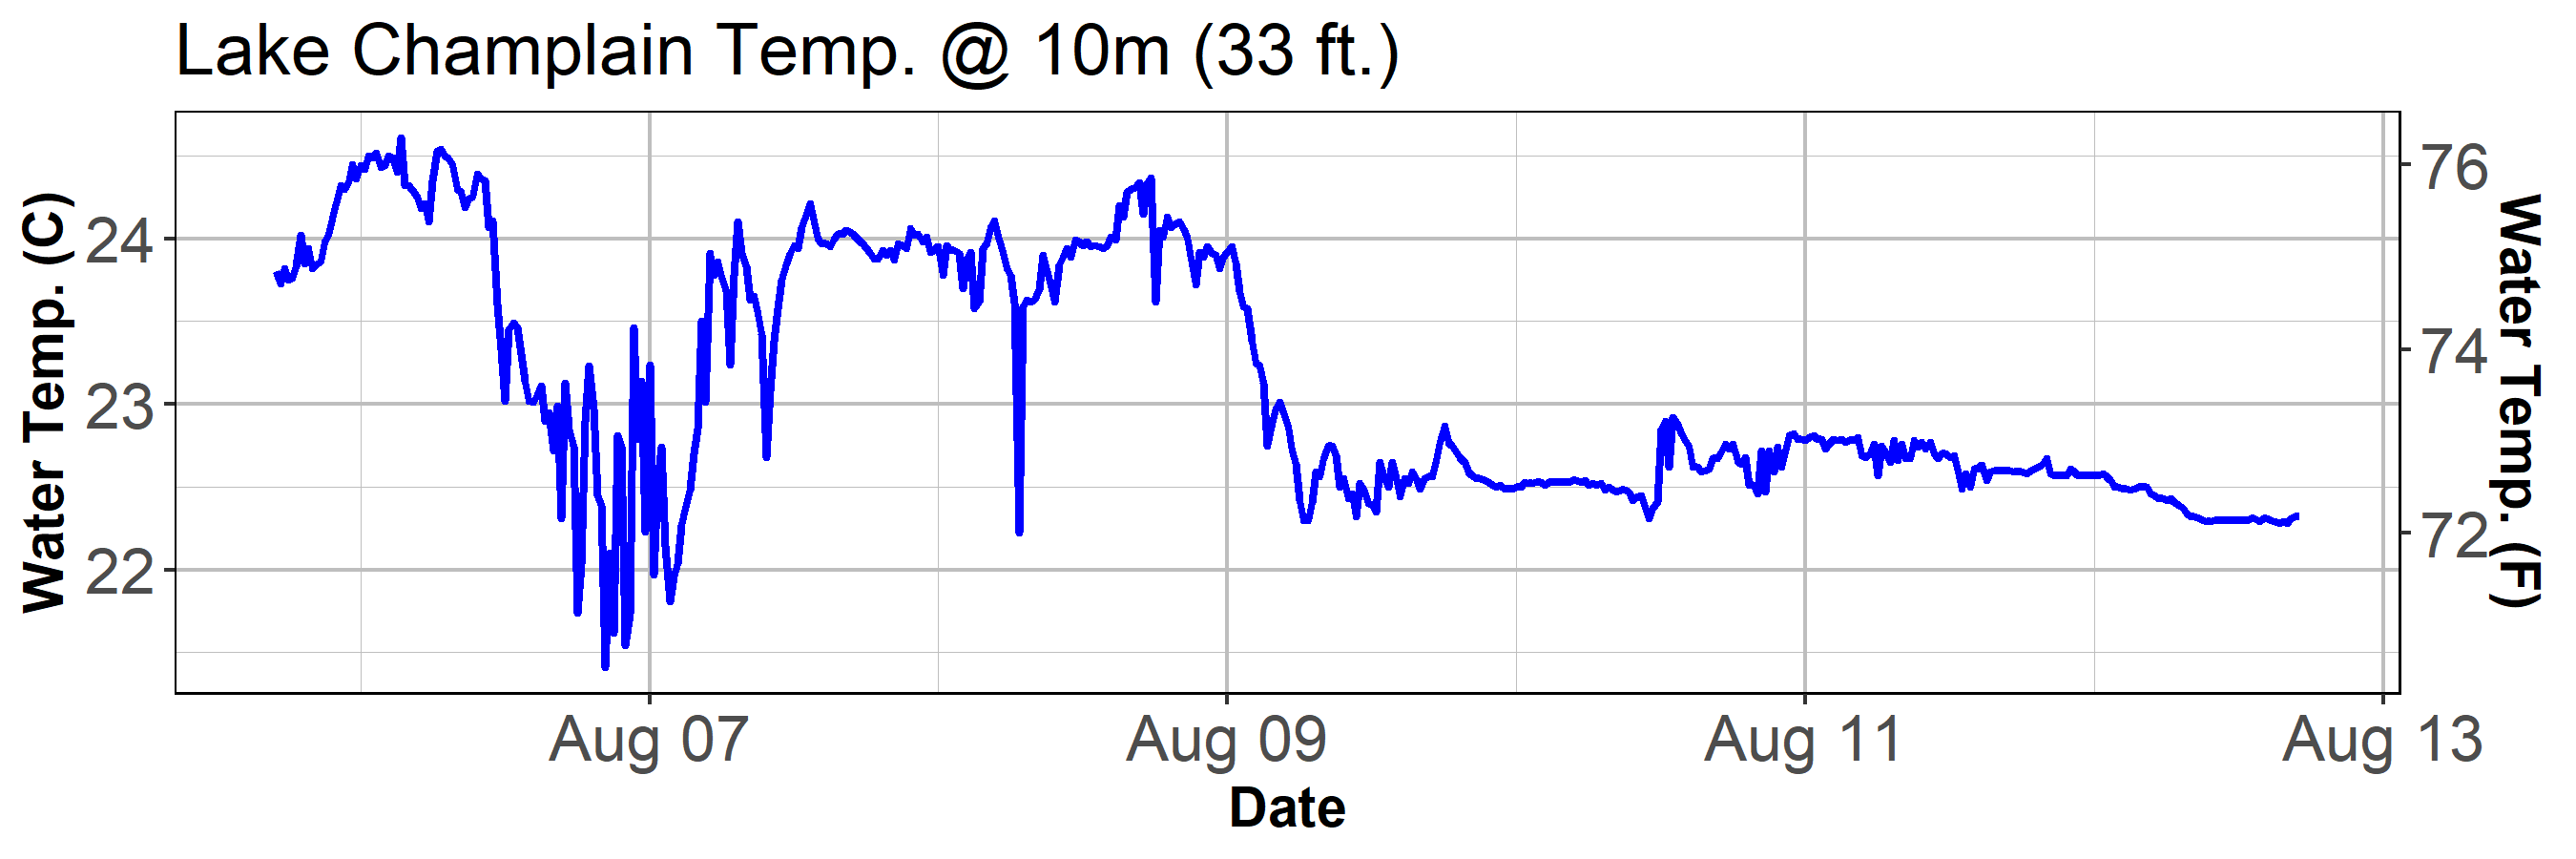 Lake Champlain Temp. @ 10m (33 ft.)
Water Temp. (C)
24
23
22
76
74
72
Water Temp. (F)
Aug 07
Aug 09
Aug 11
Aug 13
Date